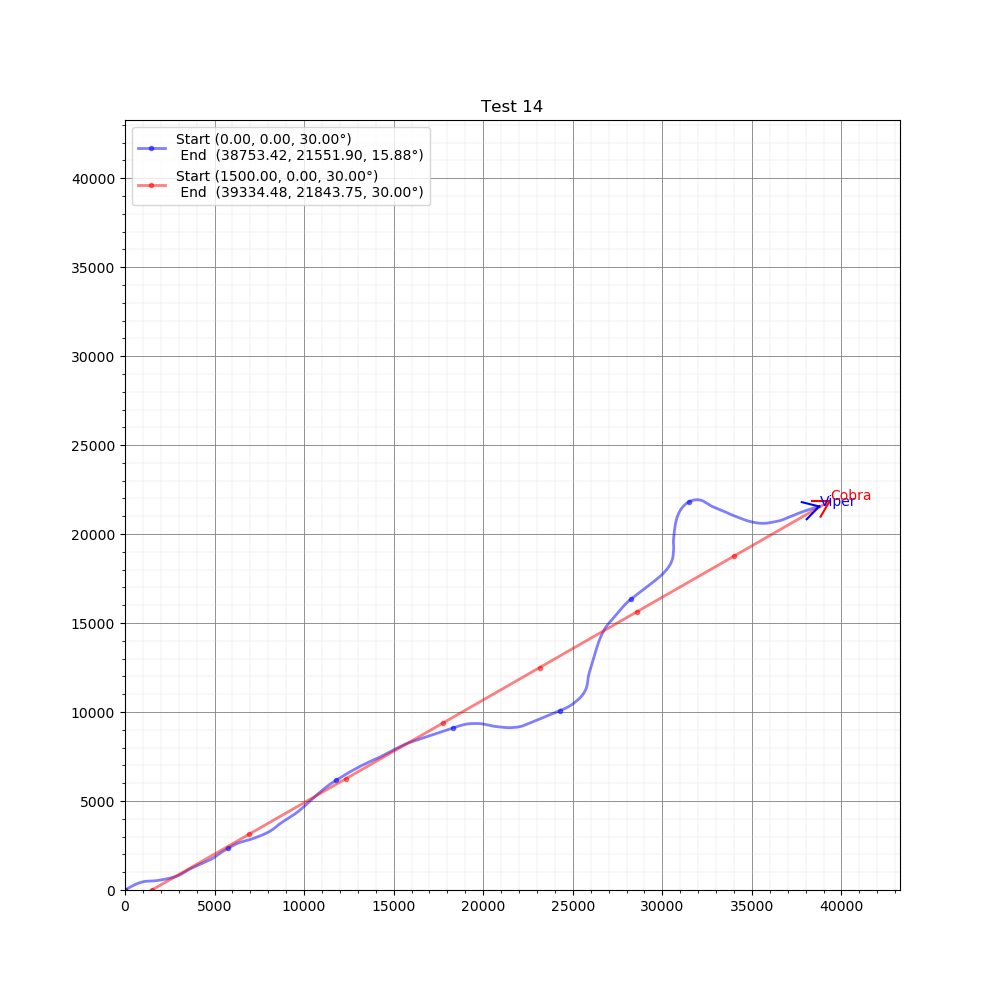 Test 14
Start (0.00, 0.00, 30.00°)
End (38753.42, 21551.90, 15.88°)
Start (1500.00, 0.00, 30.00°)
End (39334.48, 21843.75, 30.00°)
40000
35000
30000
25000
20000
15000
10000
5000
0
Cobra
Viper
0 5000 10000 15000 20000 25000 30000 35000 40000